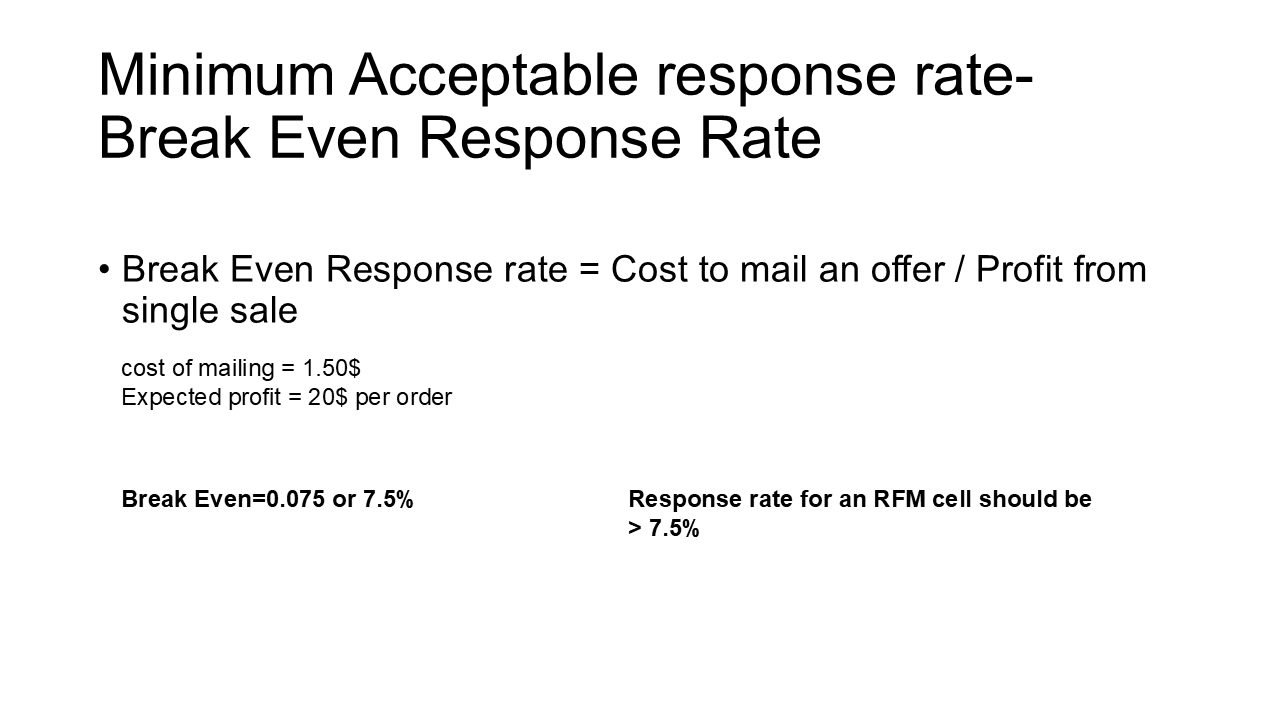 Minimum Acceptable response rate-
Break Even Response Rate
• Break Even Response rate = Cost to mail an offer / Profit from
single sale
cost of mailing = 1.50$
Expected profit = 20$ per order
Break Even=0.075 or 7.5%
Response rate for an RFM cell should be
> 7.5%